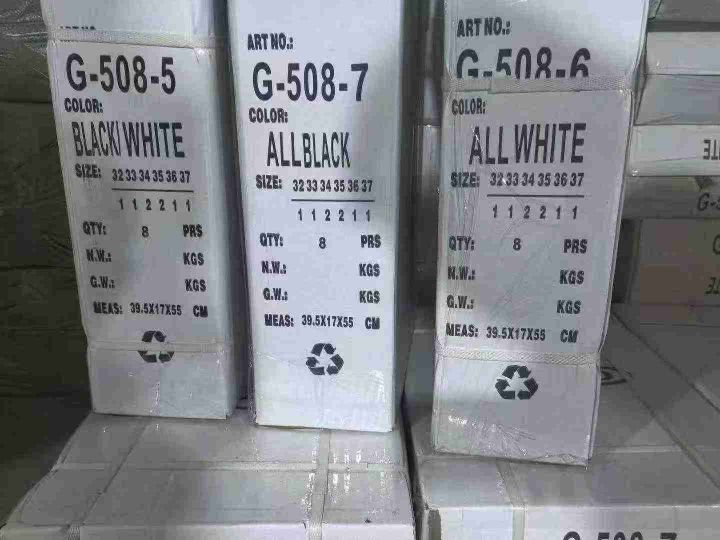 G-508-5
COLOR:
BLACK/WHITE
SIZE: 32 33 34 35 36 37
1 1 2 2 1 1
QTY: 8 PRS
N.W.: KGS
G.W.: KGS
MEAS: 39.5X17X55 CM
ART NO.:
G-508-7
COLOR:
ALL BLACK
SIZE: 32 33 34 35 36 37
1 1 2 2 1 1
QTY: 8 PRS
N.W.: KGS
G.W.: KGS
MEAS: 39.5X17X55 CM
ART NO.:
G-508-6
COLOR:
ALL WHITE
SIZE: 32 33 34 35 36 37
1 1 2 2 1 1
QTY: 8 PRS
N.W.: KGS
G.W.: KGS
MEAS: 39.5X17X55 CM
G-508-7